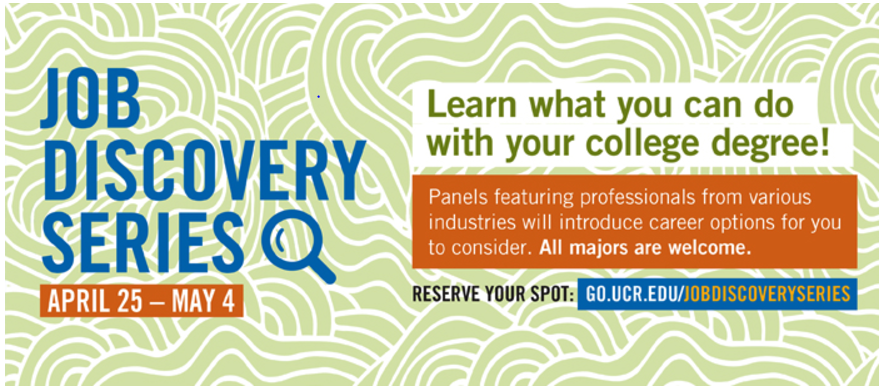 JOB
DISCOVERY
SERIES
APRIL 25 – MAY 4
Learn what you can do
with your college degree!
Panels featuring professionals from various
industries will introduce career options for you
to consider. All majors are welcome.
RESERVE YOUR SPOT: GO.UCR.EDU/JOBDISCOVERYSERIES